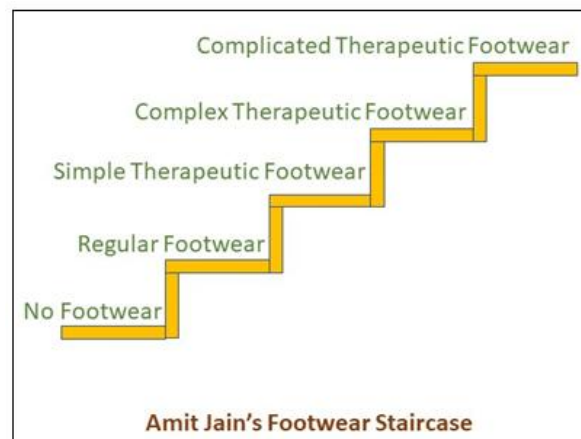 Complicated Therapeutic Footwear
Complex Therapeutic Footwear
Simple Therapeutic Footwear
Regular Footwear
No Footwear
Amit Jain's Footwear Staircase